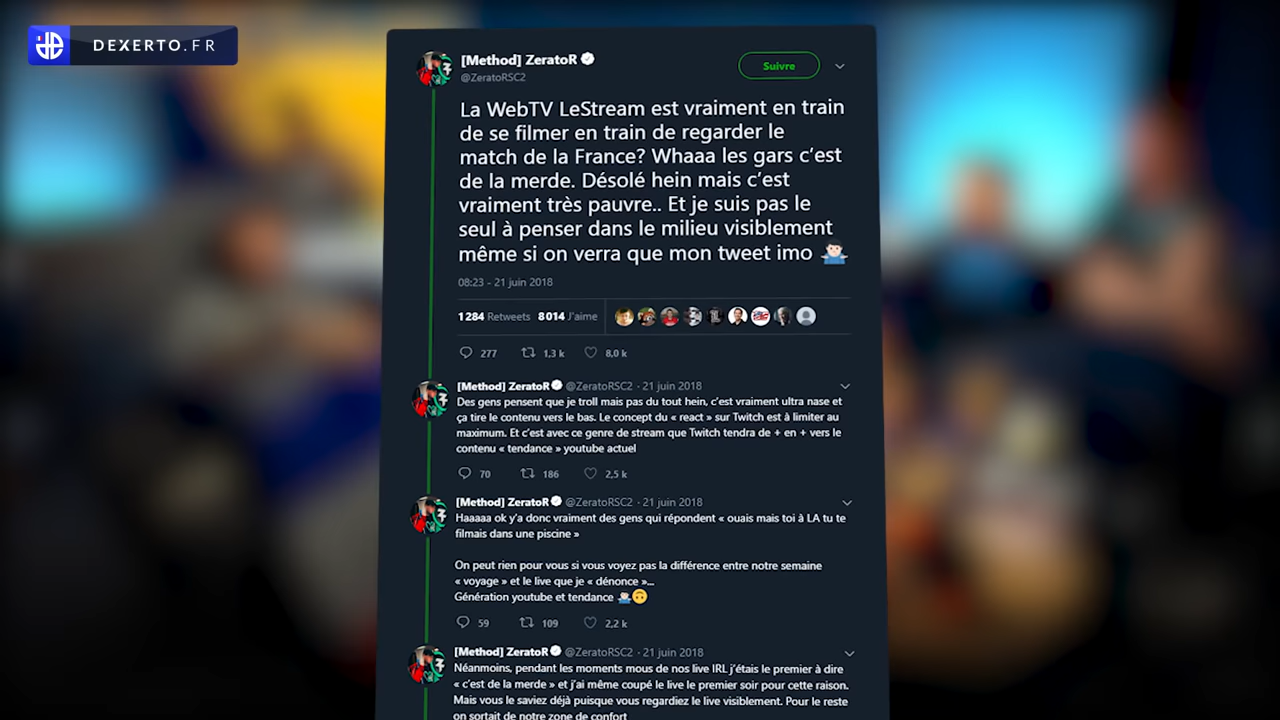 DEXERTO.FR
[Method] ZeratoR
@ZeratoRSC2
Suivre
La WebTV LeStream est vraiment en train
de se filmer en train de regarder le
match de la France? Whaaa les gars c’est
de la merde. Désolé hein mais c’est
vraiment très pauvre.. Et je suis pas le
seul à penser dans le milieu visiblement
même si on verra que mon tweet imo 🤷🏻‍♂️
08:23 - 21 juin 2018
1 284 Retweets 8 014 J’aime
277 1,3 k 8,0 k
[Method] ZeratoR @ZeratoRSC2 · 21 juin 2018
Des gens pensent que je troll mais pas du tout hein, c’est vraiment ultra nase et
ça tire le contenu vers le bas. Le concept du « react » sur Twitch est à limiter au
maximum. Et c’est avec ce genre de stream que Twitch tendra de + en + vers le
contenu « tendance » youtube actuel
70 186 2,5 k
[Method] ZeratoR @ZeratoRSC2 · 21 juin 2018
Haaaaa ok y’a donc vraiment des gens qui répondent « ouais mais toi à LA tu te
filmais dans une piscine »
On peut rien pour vous si vous voyez pas la différence entre notre semaine
« voyage » et le live que je « dénonce »...
Génération youtube et tendance 🤷🏻‍♂️🙃
59 109 2,2 k
[Method] ZeratoR @ZeratoRSC2 · 21 juin 2018
Néanmoins, pendant les moments mous de nos live IRL j’étais le premier à dire
« c’est de la merde » et j’ai même coupé le live le premier soir pour cette raison.
Mais vous le saviez déjà puisque vous regardiez le live visiblement. Pour le reste
on sortait de notre zone de confort